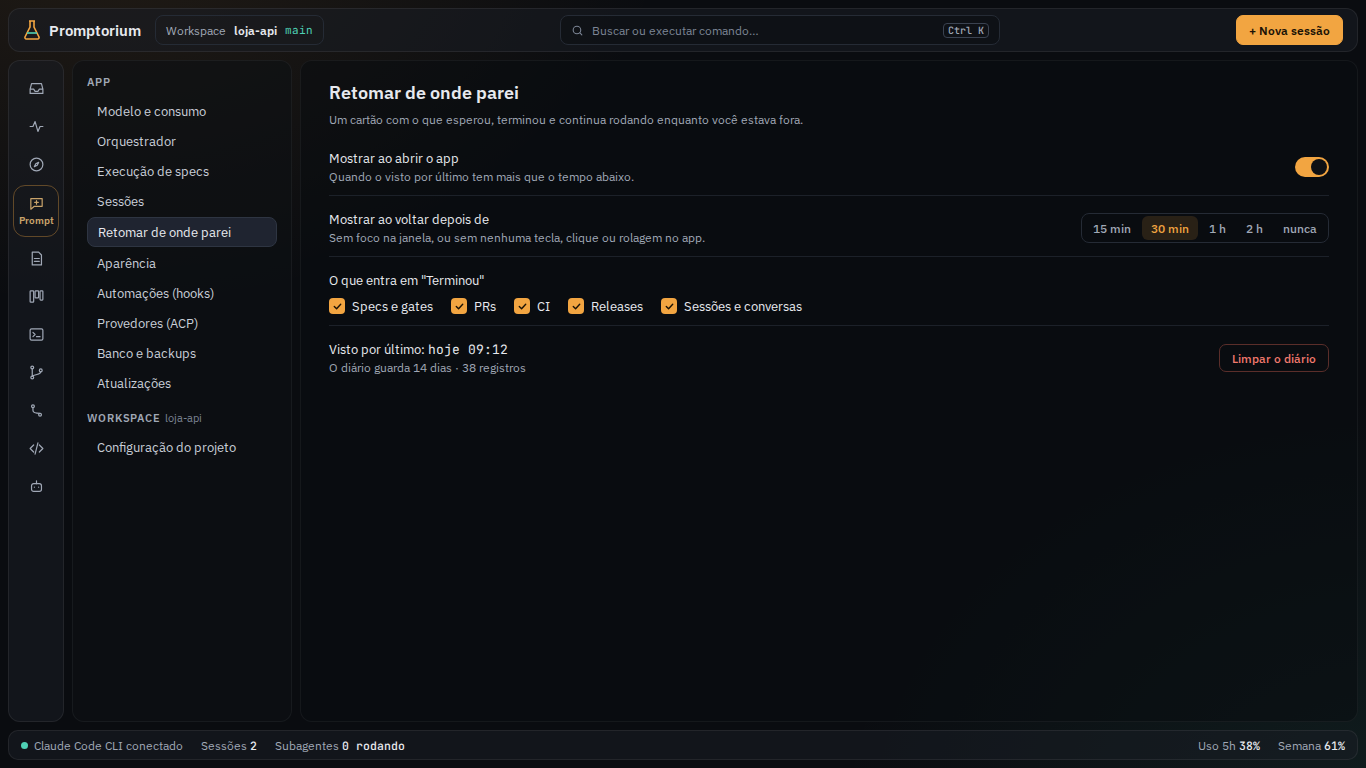 Promptorium
Workspace loja-api main
Buscar ou executar comando...
Ctrl K
+ Nova sessão
Prompt
APP
Modelo e consumo
Orquestrador
Execução de specs
Sessões
Retomar de onde parei
Aparência
Automações (hooks)
Provedores (ACP)
Banco e backups
Atualizações
WORKSPACE loja-api
Configuração do projeto
Retomar de onde parei
Um cartão com o que esperou, terminou e continua rodando enquanto você estava fora.
Mostrar ao abrir o app
Quando o visto por último tem mais que o tempo abaixo.
Mostrar ao voltar depois de
Sem foco na janela, ou sem nenhuma tecla, clique ou rolagem no app.
15 min 30 min 1 h 2 h nunca
O que entra em "Terminou"
Specs e gates PRs CI Releases Sessões e conversas
Visto por último: hoje 09:12
O diário guarda 14 dias · 38 registros
Limpar o diário
Claude Code CLI conectado Sessões 2 Subagentes 0 rodando Uso 5h 38% Semana 61%